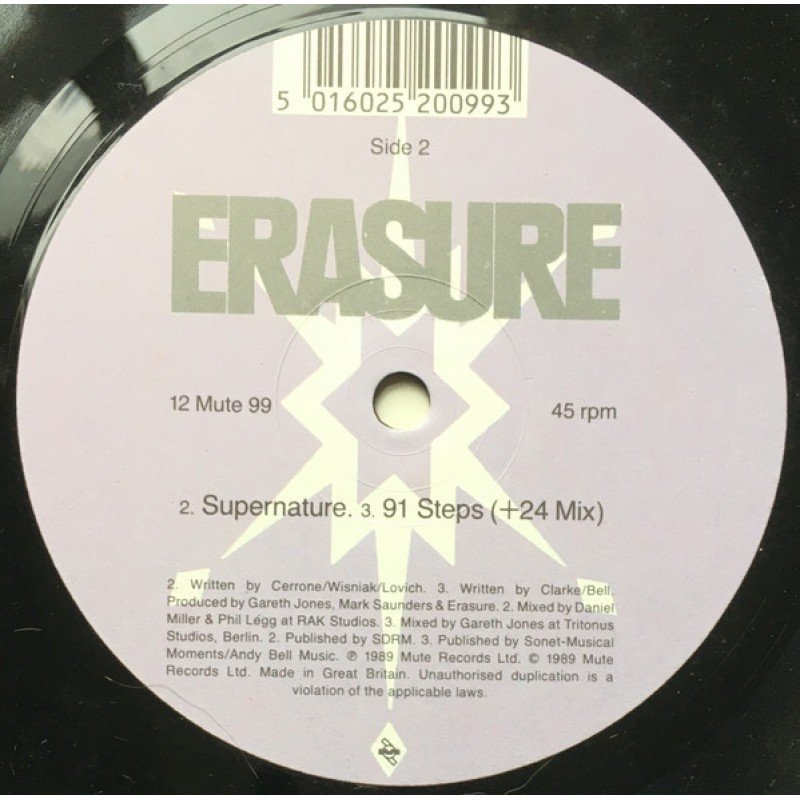 5 016025 200993
Side 2
ERASURE
12 Mute 99
45 rpm
2. Supernature. 3. 91 Steps (+24 Mix)
2. Written by Cerrone/Wisniak/Lovich. 3. Written by Clarke/Bell.
Produced by Gareth Jones, Mark Saunders & Erasure. 2. Mixed by Daniel
Miller & Phil Legg at RAK Studios. 3. Mixed by Gareth Jones at Tritonus
Studios, Berlin. 2. Published by SDRM. 3. Published by Sonet-Musical
Moments/Andy Bell Music. ℗ 1989 Mute Records Ltd. © 1989 Mute
Records Ltd. Made in Great Britain. Unauthorised duplication is a
violation of the applicable laws.